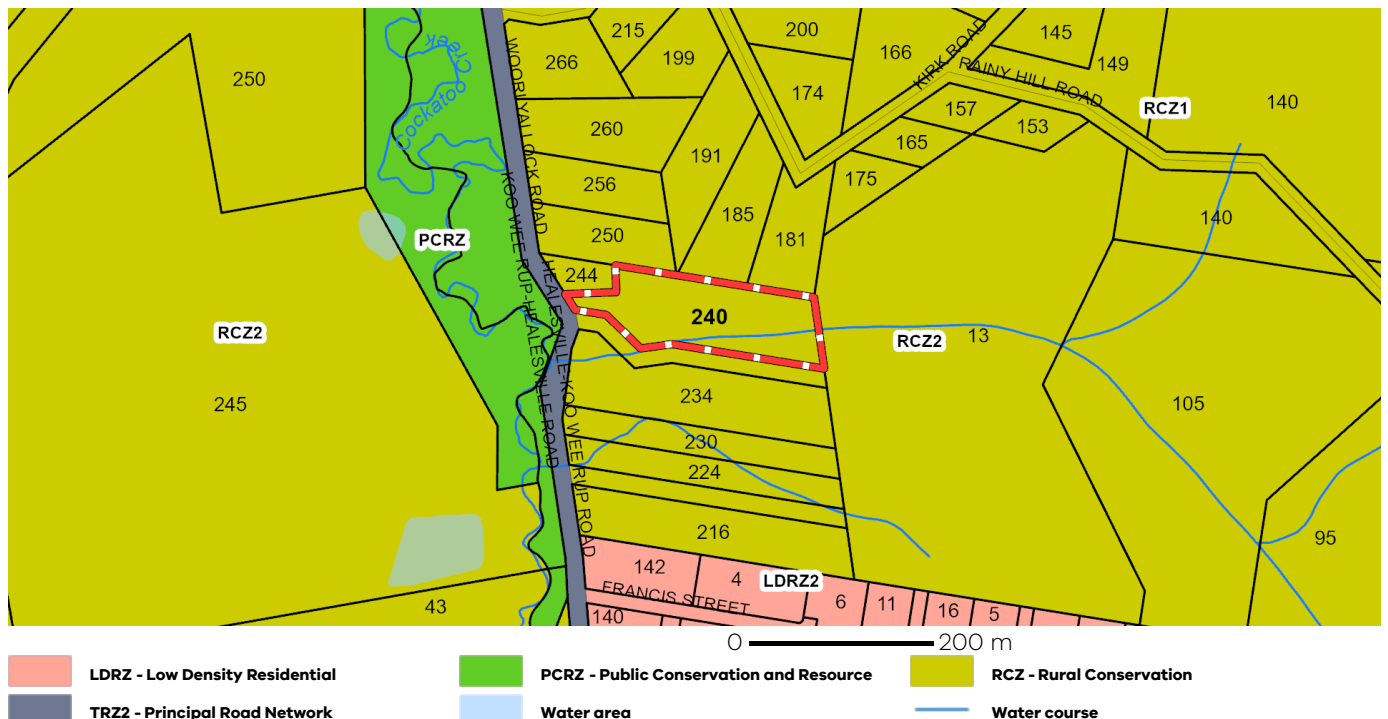 215
200
145
250
266
199
166
149
Cockatoo Creek
WOORI YALLOCK ROAD
KIRK ROAD
RAINY HILL ROAD
174
157
140
RCZ1
153
260
165
191
256
175
185
140
250
181
PCRZ
KOO WEE RUP-HEALESVILLE ROAD
HEALESVILLE-KOO WEE RUP ROAD
244
240
RCZ2
RCZ2
13
245
234
105
230
224
216
95
142
4
LDRZ2
6
11
16
5
FRANCIS STREET
43
140
0 200 m
LDRZ - Low Density Residential
PCRZ - Public Conservation and Resource
RCZ - Rural Conservation
TRZ2 - Principal Road Network
Water area
Water course